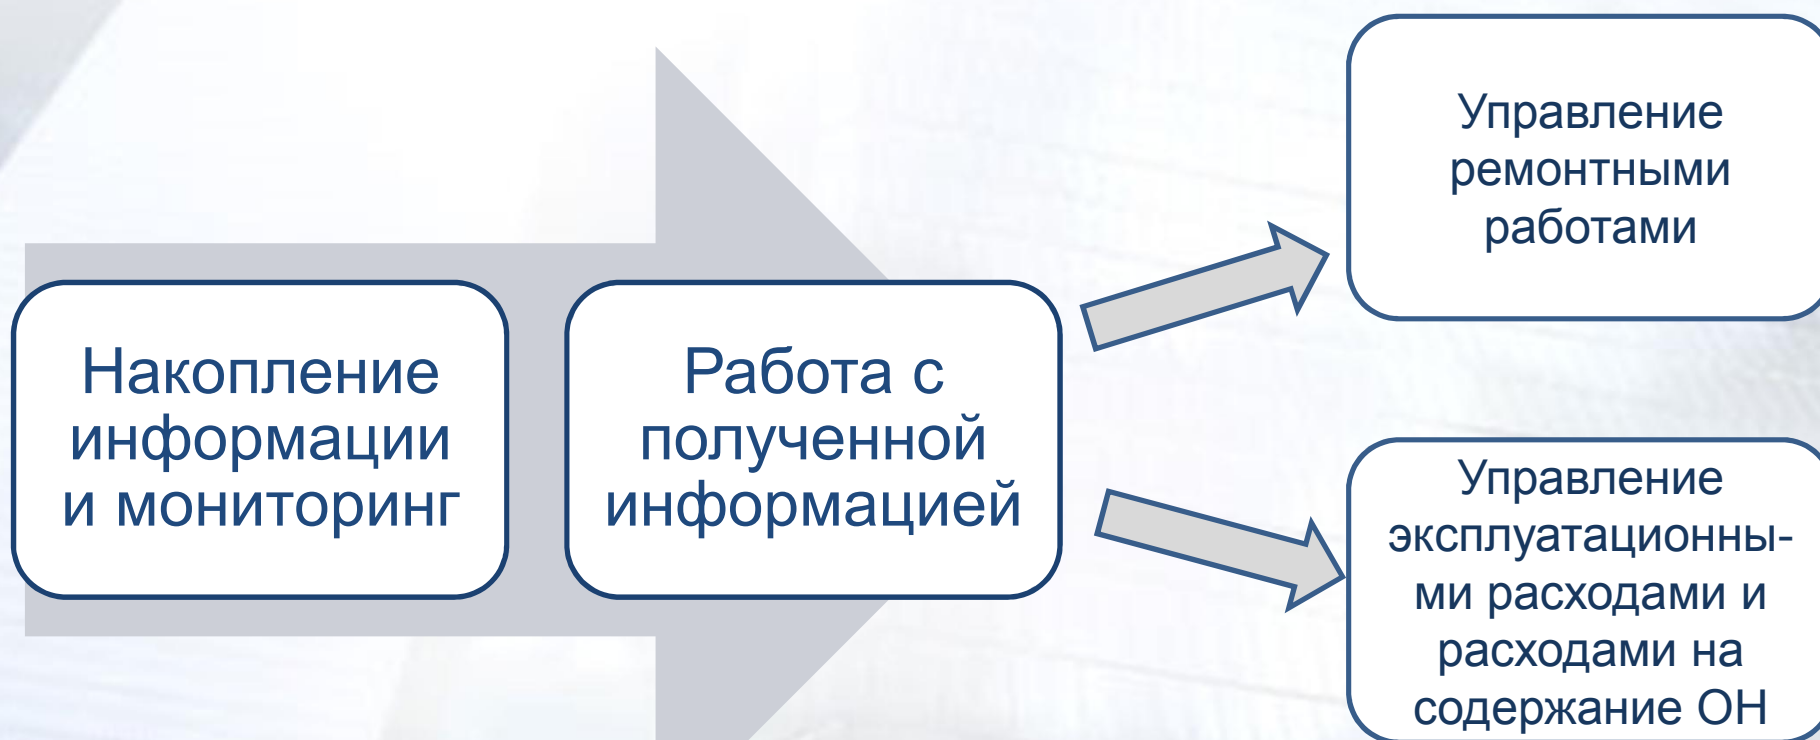 Накопление
информации
и мониторинг
Работа с
полученной
информацией
Управление
ремонтными
работами
Управление
эксплуатационны-
ми расходами и
расходами на
содержание ОН